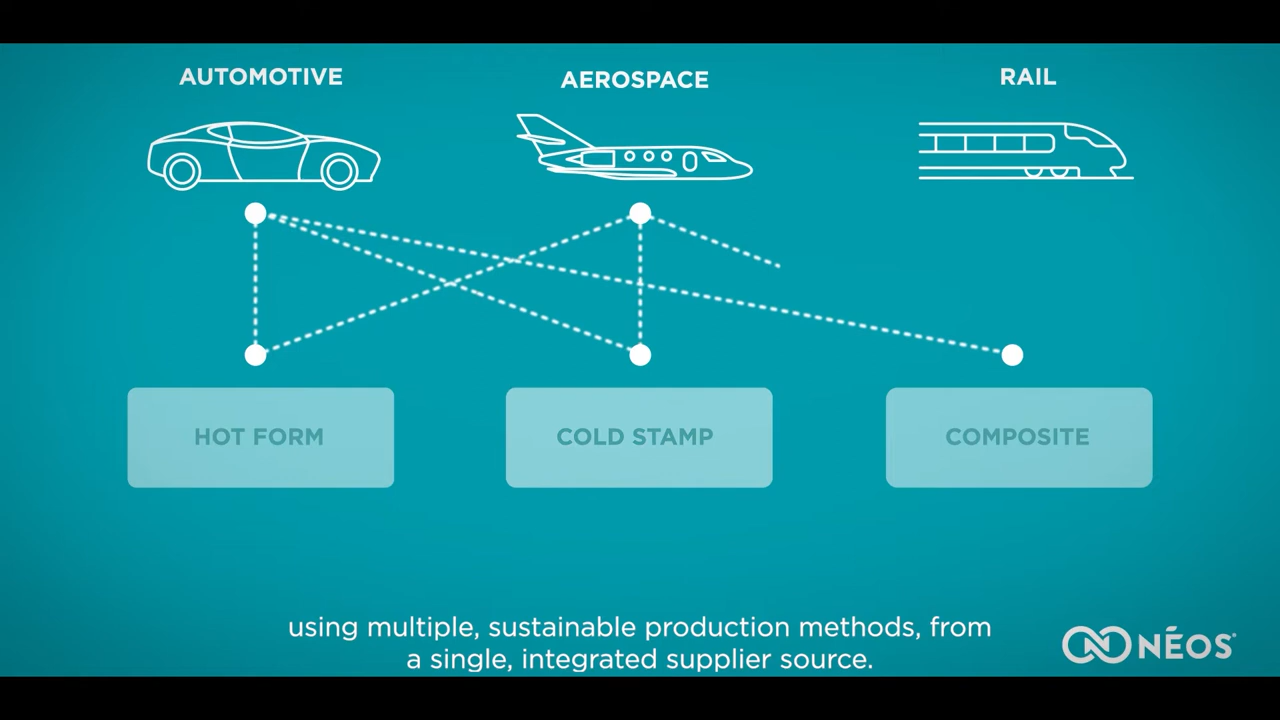 AUTOMOTIVE
AEROSPACE
RAIL
HOT FORM
COLD STAMP
COMPOSITE
using multiple, sustainable production methods, from
a single, integrated supplier source.
NÉOS®